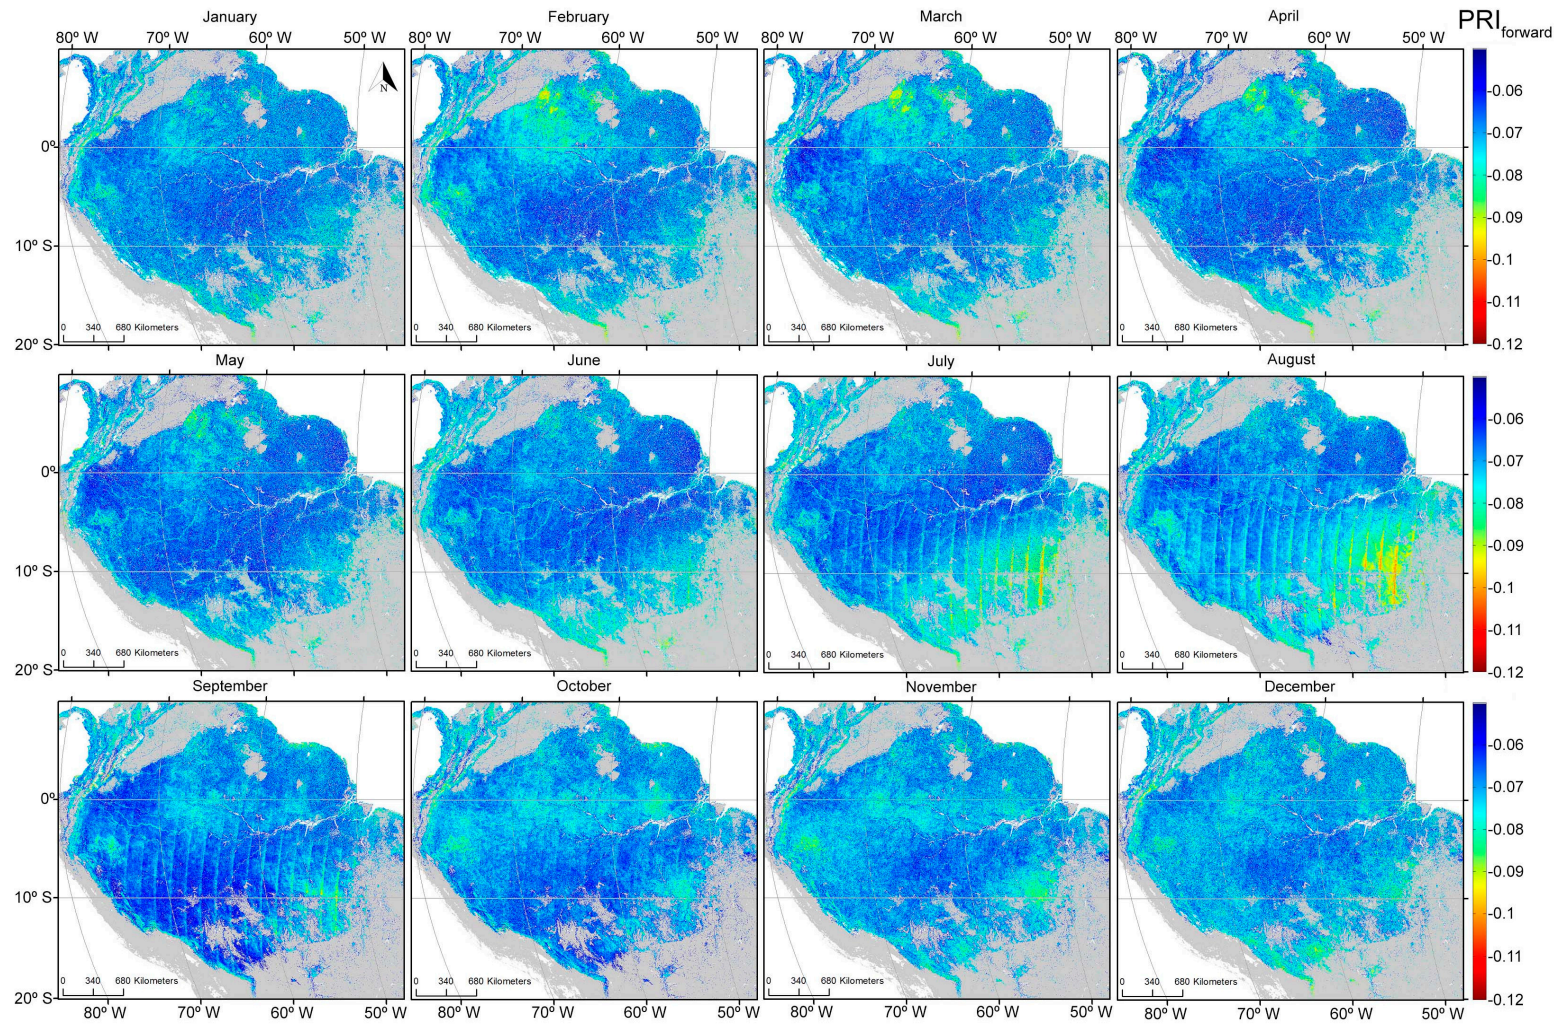 January February March April PRI forward
80º W 70º W 60º W 50º W 80º W 70º W 60º W 50º W 80º W 70º W 60º W 50º W 80º W 70º W 60º W 50º W
N
-0.06
-0.07
0º
-0.08
-0.09
10º S
-0.1
-0.11
0 340 680 Kilometers 0 340 680 Kilometers 0 340 680 Kilometers 0 340 680 Kilometers
20º S -0.12
May June July August
-0.06
-0.07
0º
-0.08
-0.09
10º S
-0.1
-0.11
0 340 680 Kilometers 0 340 680 Kilometers 0 340 680 Kilometers 0 340 680 Kilometers
20º S -0.12
September October November December
-0.06
-0.07
0º
-0.08
-0.09
10º S
-0.1
-0.11
0 340 680 Kilometers 0 340 680 Kilometers 0 340 680 Kilometers 0 340 680 Kilometers
20º S -0.12
80º W 70º W 60º W 50º W 80º W 70º W 60º W 50º W 80º W 70º W 60º W 50º W 80º W 70º W 60º W 50º W